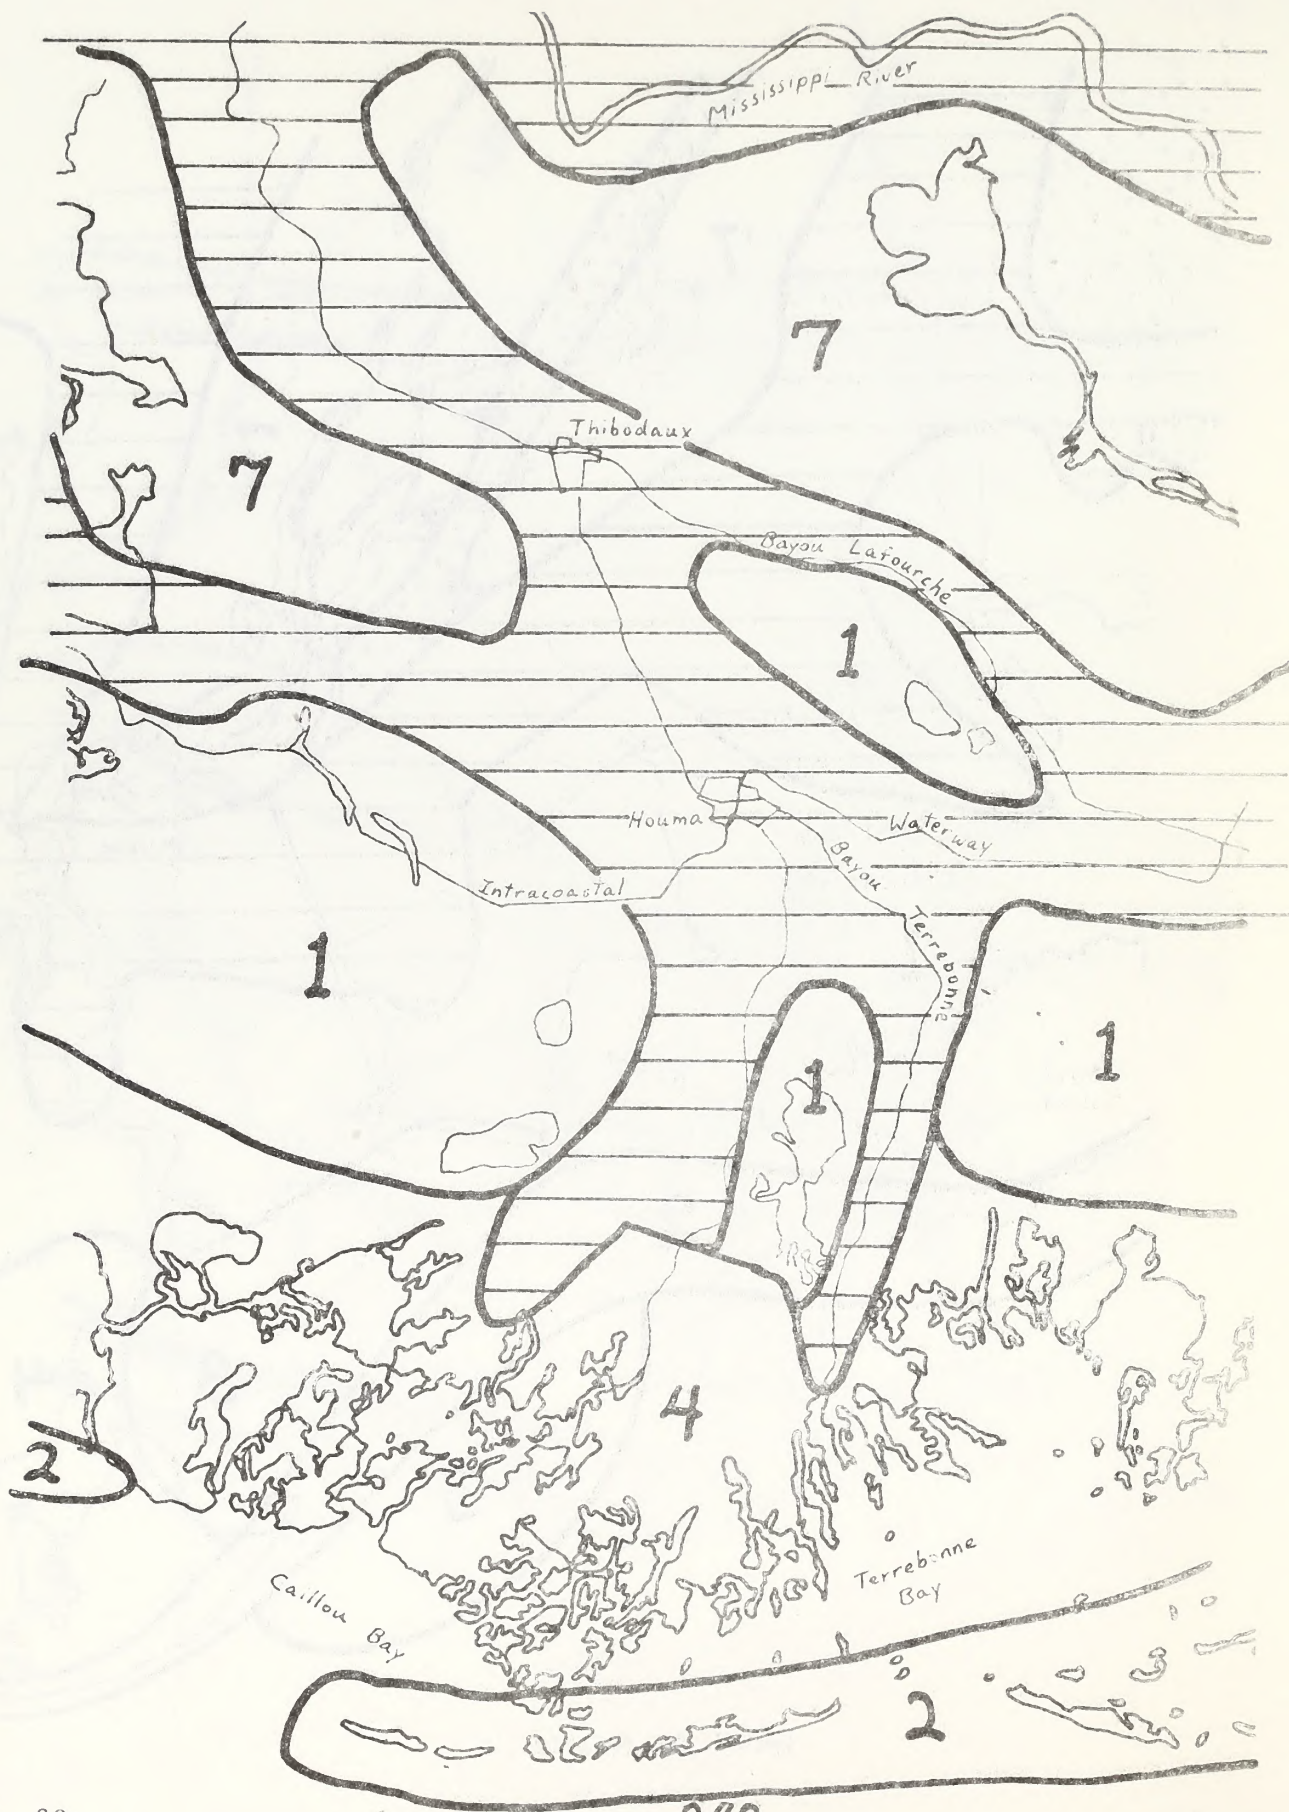 Mississippi River
7
Thibodaux
7
Bayou Lafourche
1
Houma
Waterway
Bayou Terrebonne
Intracoastal
1
1
1
4
2
Terrebonne
Bay
Caillou Bay
2